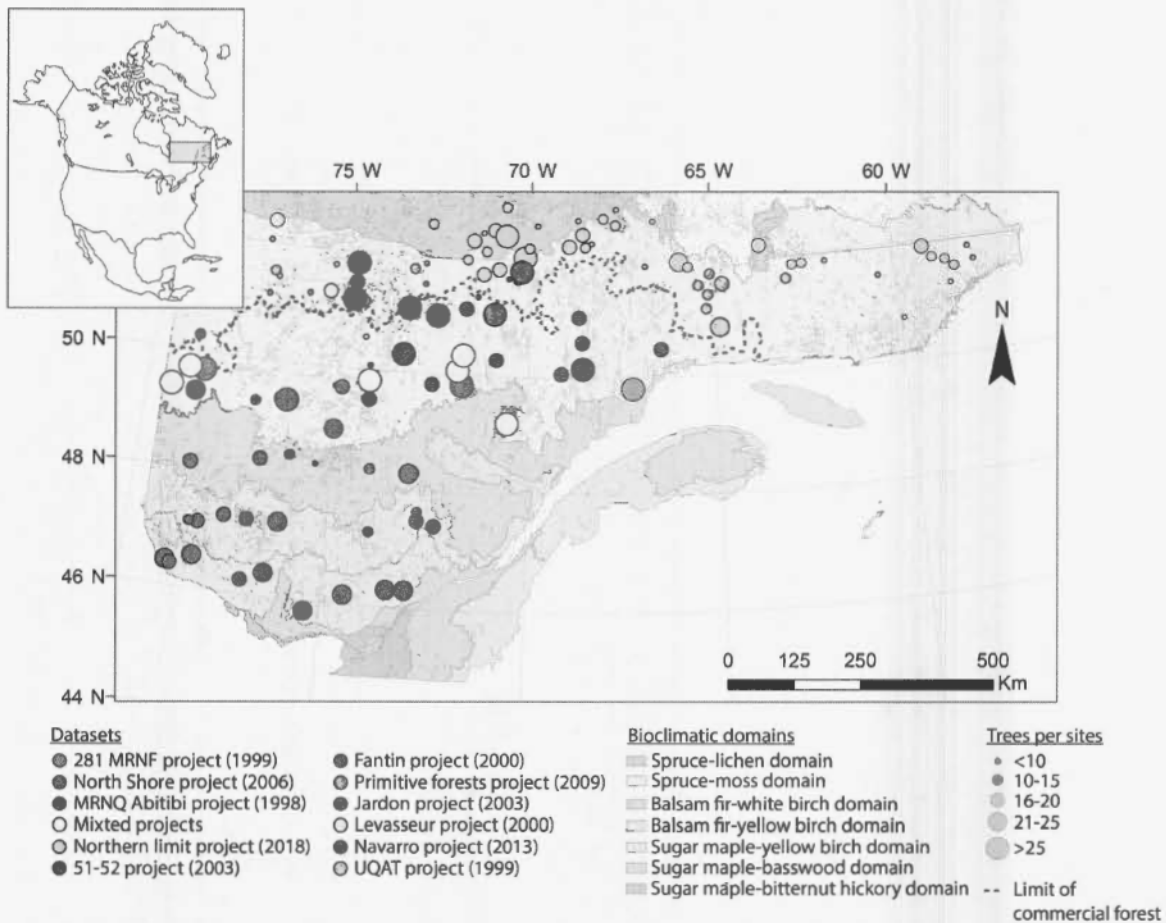 75 W 70 W 65 W 60 W
N
50 N
48 N
46 N
44 N
0 125 250 500
Km
Datasets
281 MRNF project (1999)
North Shore project (2006)
MRNQ Abitibi project (1998)
Mixted projects
Northern limit project (2018)
51-52 project (2003)
Fantin project (2000)
Primitive forests project (2009)
Jardon project (2003)
Levasseur project (2000)
Navarro project (2013)
UQAT project (1999)
Bioclimatic domains
Spruce-lichen domain
Spruce-moss domain
Balsam fir-white birch domain
Balsam fir-yellow birch domain
Sugar maple-yellow birch domain
Sugar maple-basswood domain
Sugar maple-bitternut hickory domain
Trees per sites
<10
10-15
16-20
21-25
>25
Limit of
commercial forest